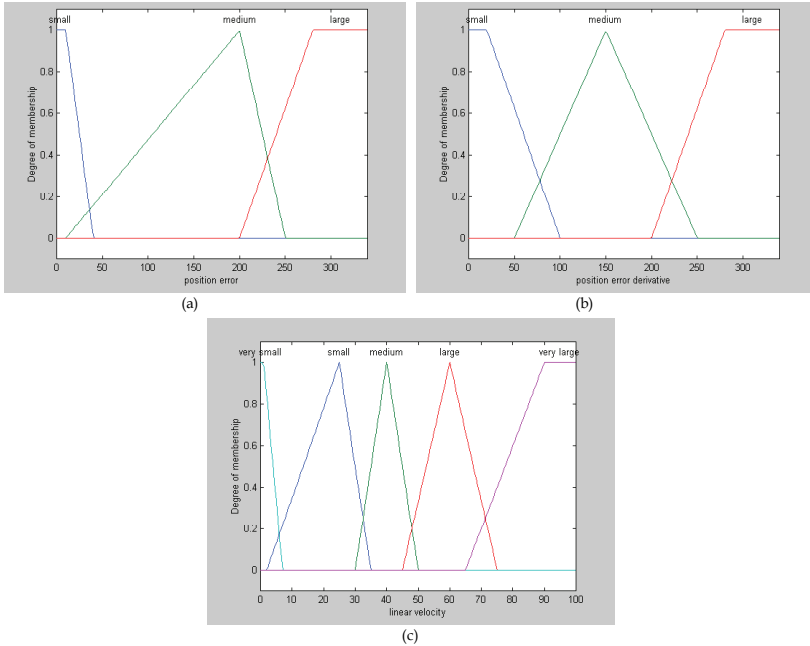 small medium large
1
0.8
0.6
0.4
0.2
0
Degree of membership
0 50 100 150 200 250 300
position error
(a)
small medium large
1
0.8
0.6
0.4
0.2
0
Degree of membership
0 50 100 150 200 250 300
position error derivative
(b)
very small small medium large very large
1
0.8
0.6
0.4
0.2
0
Degree of membership
0 10 20 30 40 50 60 70 80 90 100
linear velocity
(c)